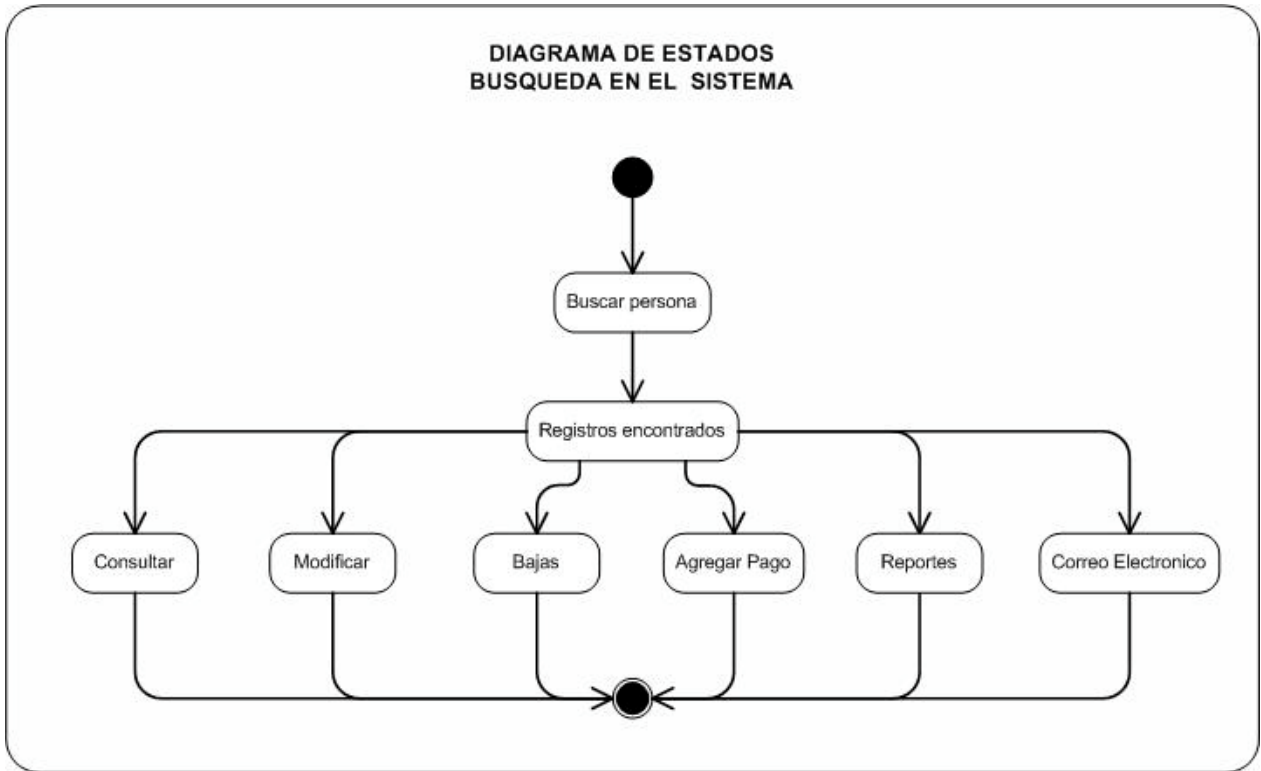 DIAGRAMA DE ESTADOS
BUSQUEDA EN EL SISTEMA
Buscar persona
Registros encontrados
Consultar
Modificar
Bajas
Agregar Pago
Reportes
Correo Electronico